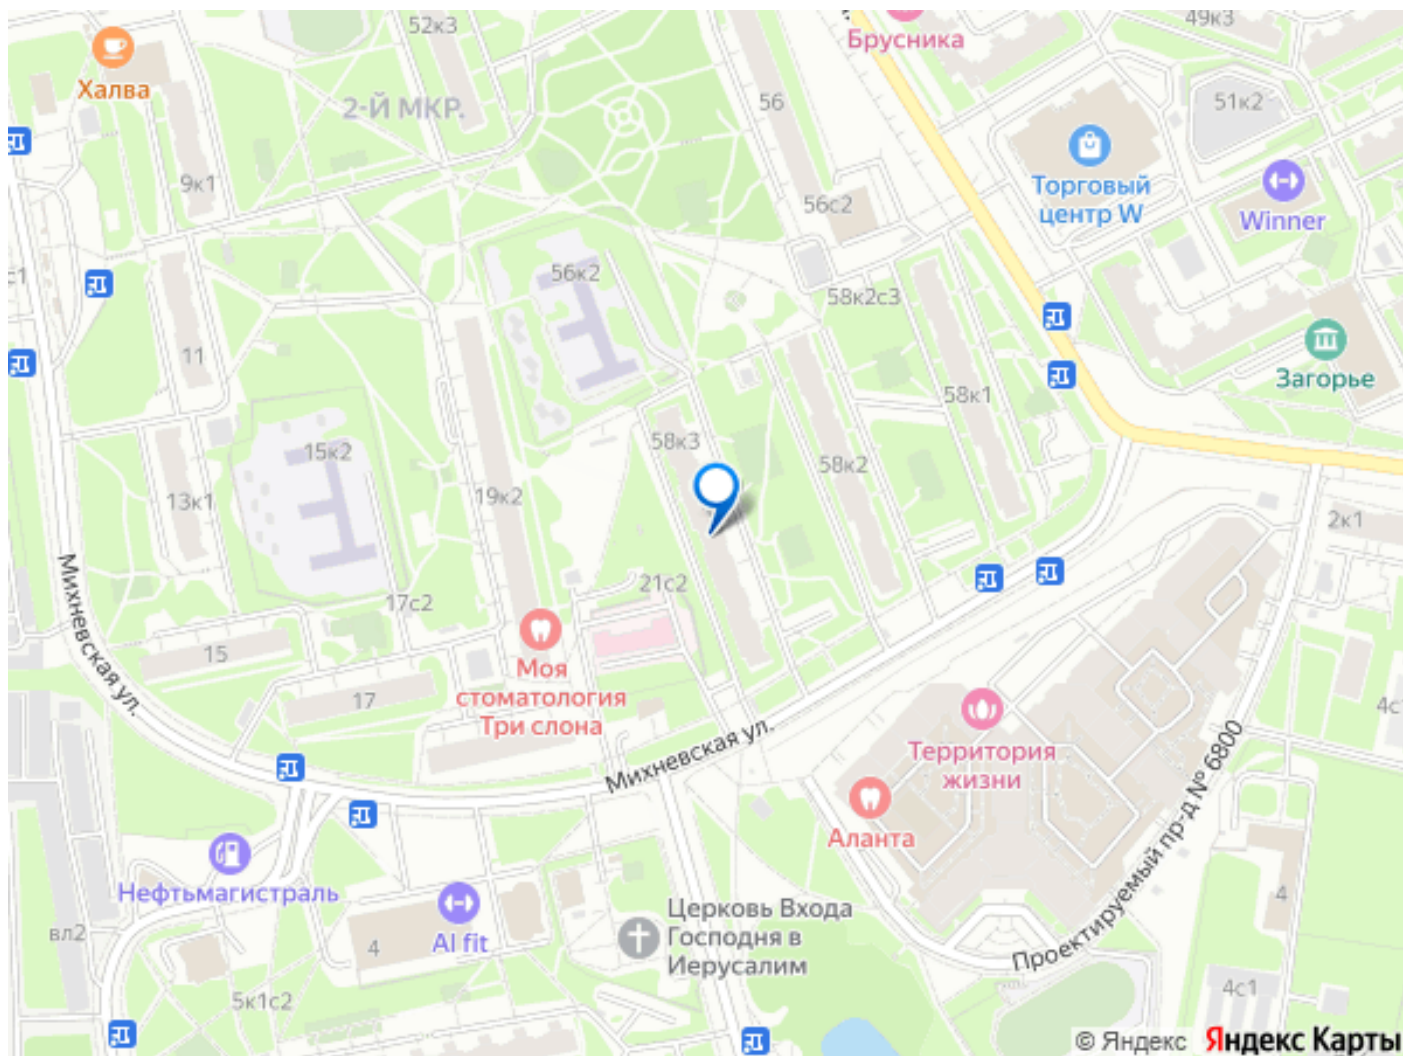 52к3
49к3
Брусника
Халва
2-Й МКР.
56
51к2
9к1
Торговый
центр W
56с2
Winner
с1
56к2
58к2с3
11
Загорье
58к1
58к3
15к2
58к2
19к2
13к1
2к1
Михневская ул.
21с2
17с2
15
Моя
стоматология
Три слона
17
4с
Михневская ул.
Территория
жизни
Аланта
Проектируемый пр-д № 6800
Нефтьмагистраль
4
Церковь Входа
Господня в
Иерусалим
вл2
4
AI fit
5к1с2
4с1
© Яндекс Яндекс Карты